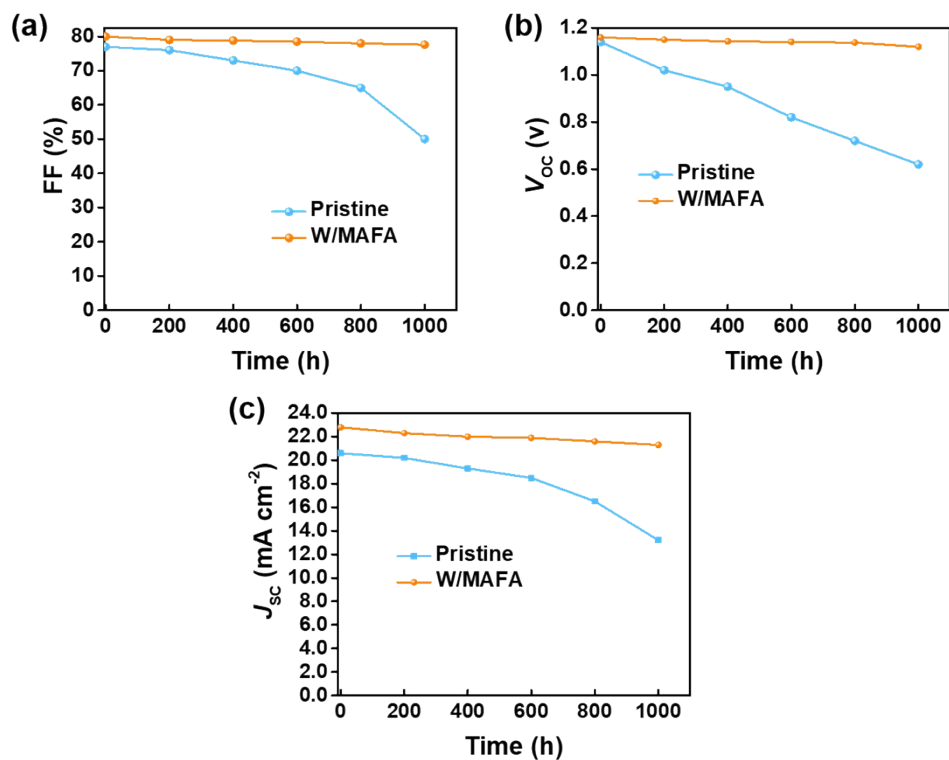 (a)
80
70
60
50
40
30
20
10
0
FF (%)
Pristine
W/MAFA
0 200 400 600 800 1000
Time (h)
(b)
1.2
1.0
0.8
0.6
0.4
0.2
0.0
V_OC (v)
Pristine
W/MAFA
0 200 400 600 800 1000
Time (h)
(c)
24.0
22.0
20.0
18.0
16.0
14.0
12.0
10.0
8.0
6.0
4.0
2.0
0.0
J_SC (mA cm⁻²)
Pristine
W/MAFA
0 200 400 600 800 1000
Time (h)